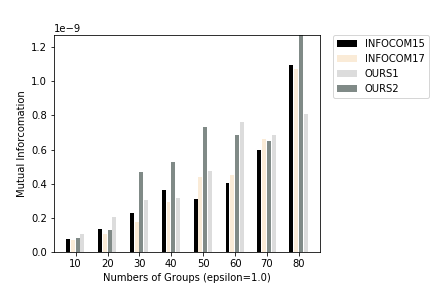 1e−9
1.2
1.0
0.8
0.6
0.4
0.2
0.0
Mutual Inforcomation
10 20 30 40 50 60 70 80
Numbers of Groups (epsilon=1.0)
INFOCOM15
INFOCOM17
OURS1
OURS2